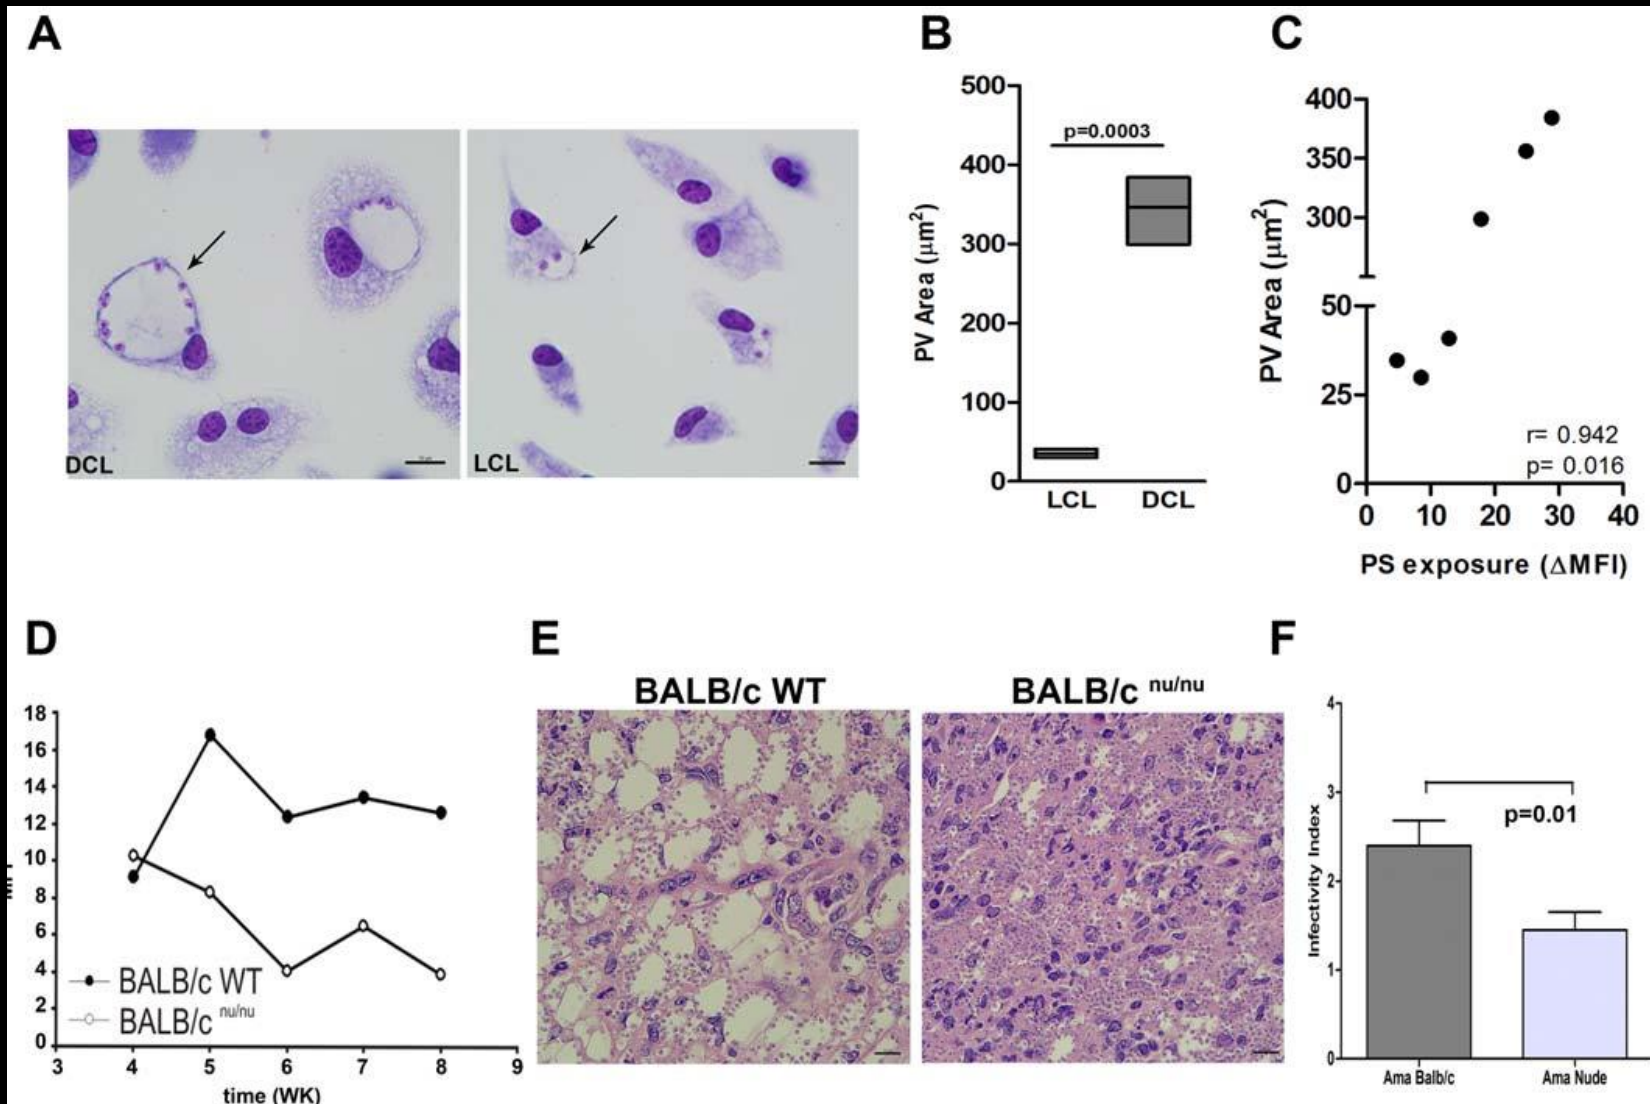 A
B
C
DCL
LCL
PV Area (μm²)
500
400
300
200
100
0
p=0.0003
LCL
DCL
PV Area (μm²)
400
350
300
50
25
0
r= 0.942
p= 0.016
0
10
20
30
40
PS exposure (ΔMFI)
D
E
F
18
16
14
12
10
8
6
4
2
0
BALB/c WT
BALB/c nu/nu
3
4
5
6
7
8
9
time (WK)
BALB/c WT
BALB/c nu/nu
Infectivity Index
4
3
2
1
0
p=0.01
Ama Balb/c
Ama Nude